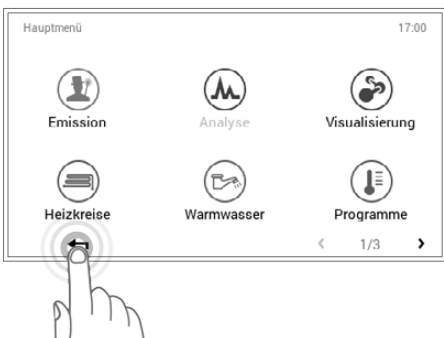 Hauptmenü 17:00
Emission Analyse Visualisierung
Heizkreise Warmwasser Programme
1/3